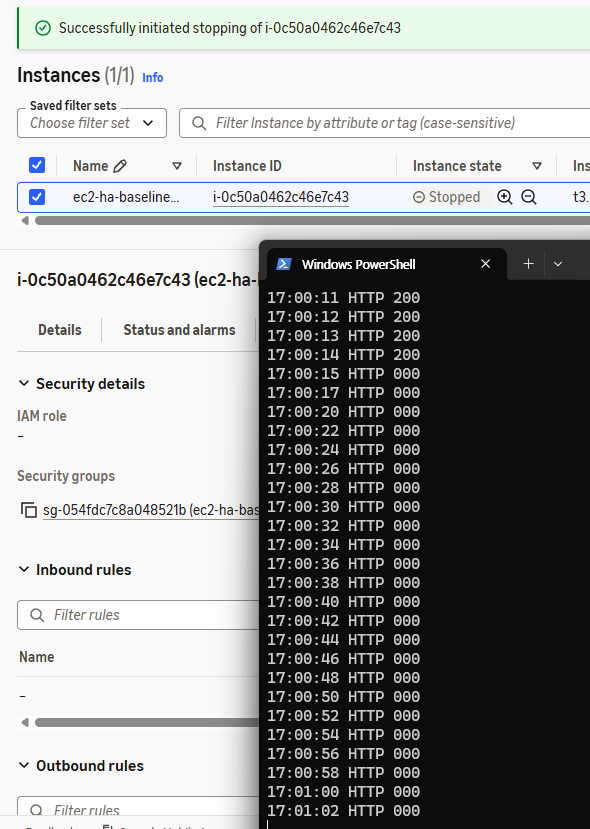 Successfully initiated stopping of i-0c50a0462c46e7c43
Instances (1/1) Info
Saved filter sets
Choose filter set
Filter Instance by attribute or tag (case-sensitive)
Name
Instance ID
Instance state
Ins
ec2-ha-baseline...
i-0c50a0462c46e7c43
Stopped
t3.
i-0c50a0462c46e7c43 (ec2-ha-
Details
Status and alarms
Security details
IAM role
–
Security groups
sg-054fdc7c8a048521b (ec2-ha-bas
Inbound rules
Filter rules
Name
–
Outbound rules
Filter rules
Windows PowerShell
17:00:11 HTTP 200
17:00:12 HTTP 200
17:00:13 HTTP 200
17:00:14 HTTP 200
17:00:15 HTTP 000
17:00:17 HTTP 000
17:00:20 HTTP 000
17:00:22 HTTP 000
17:00:24 HTTP 000
17:00:26 HTTP 000
17:00:28 HTTP 000
17:00:30 HTTP 000
17:00:32 HTTP 000
17:00:34 HTTP 000
17:00:36 HTTP 000
17:00:38 HTTP 000
17:00:40 HTTP 000
17:00:42 HTTP 000
17:00:44 HTTP 000
17:00:46 HTTP 000
17:00:48 HTTP 000
17:00:50 HTTP 000
17:00:52 HTTP 000
17:00:54 HTTP 000
17:00:56 HTTP 000
17:00:58 HTTP 000
17:01:00 HTTP 000
17:01:02 HTTP 000